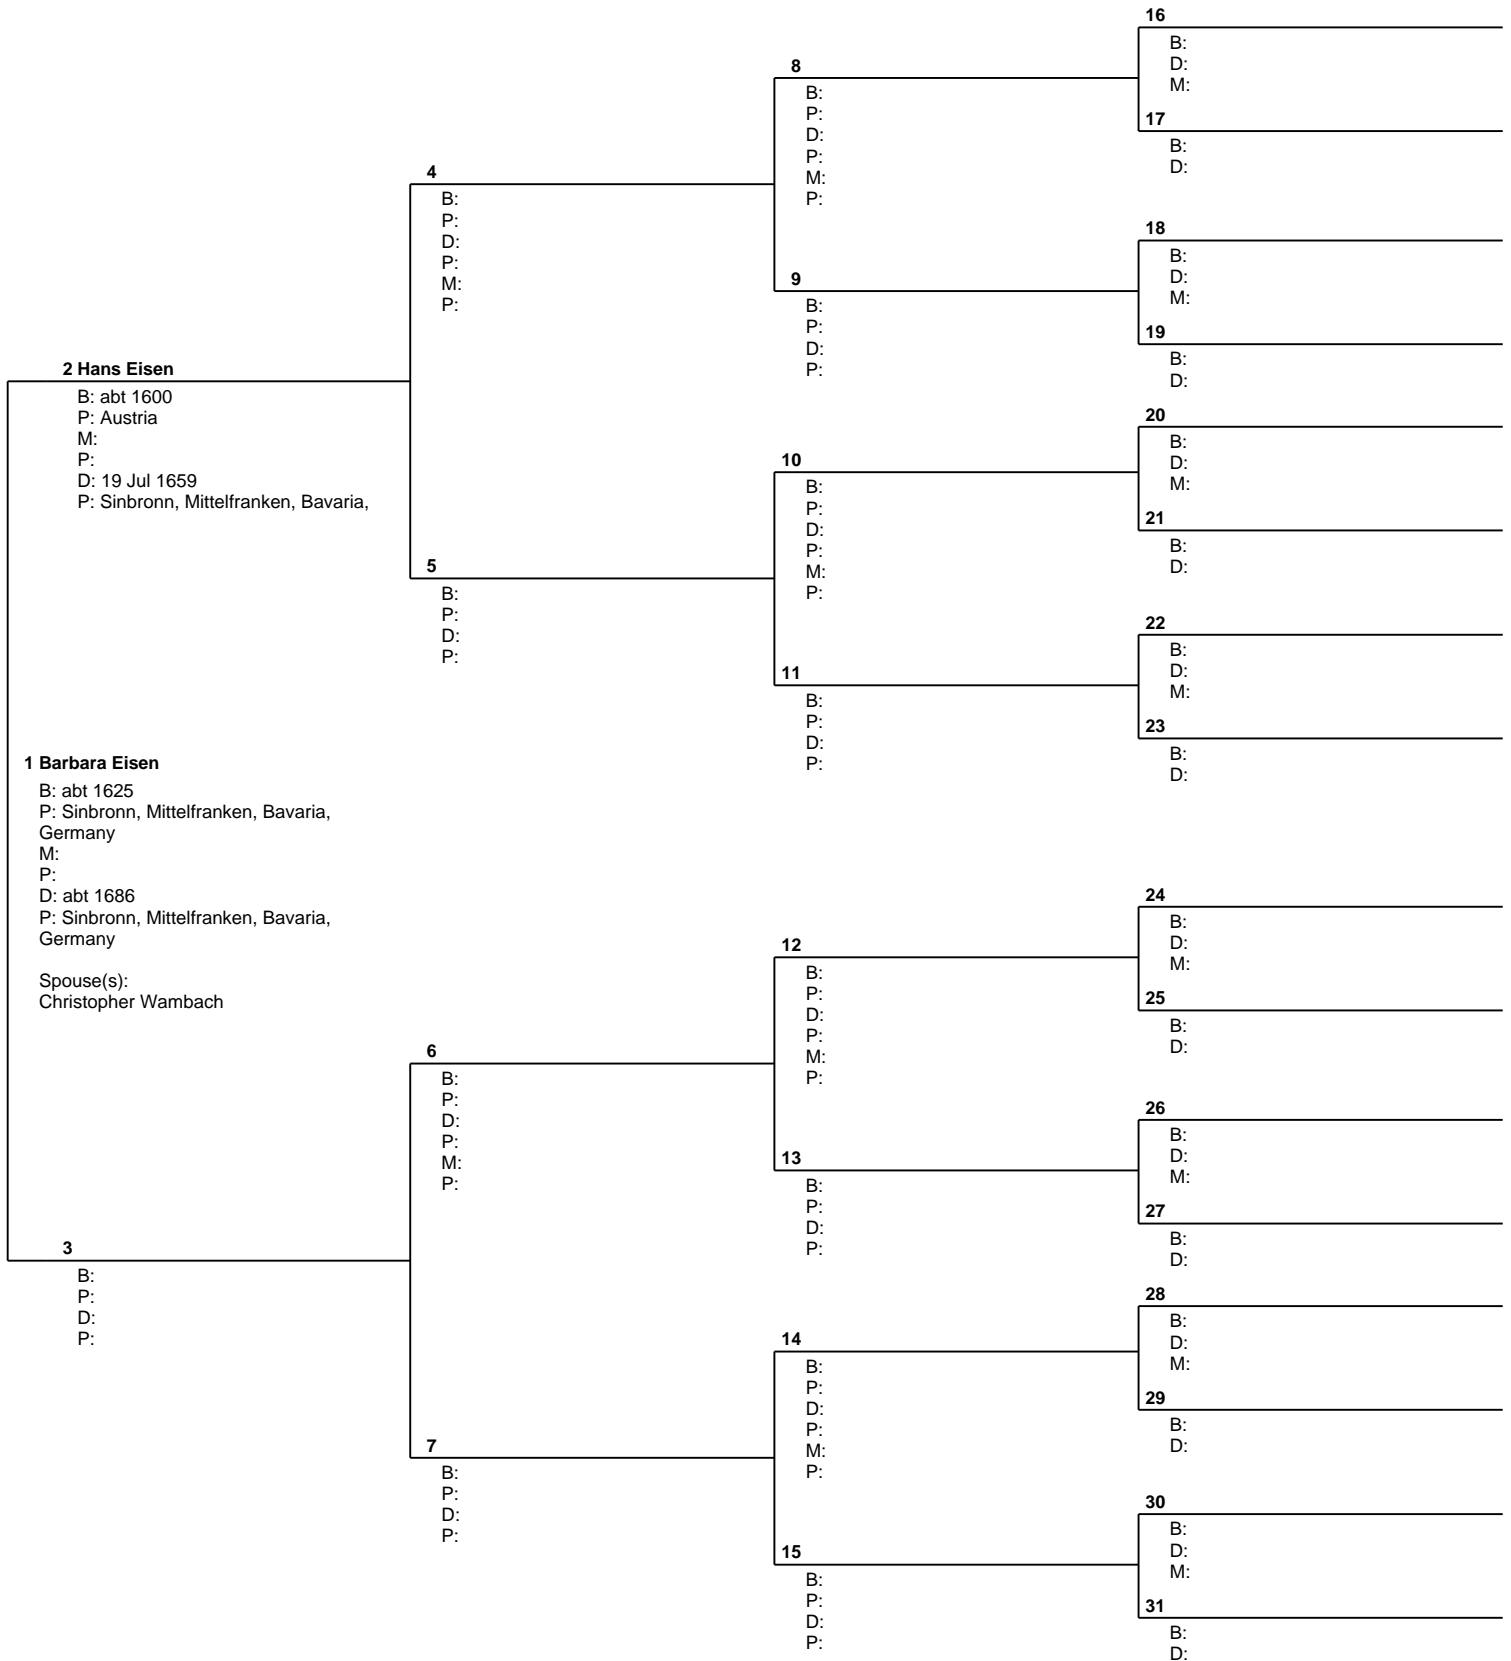 16
B:
D:
M:
8
B:
P:
D:
P:
M:
P:
17
B:
D:
4
B:
P:
D:
P:
M:
P:
18
B:
D:
M:
9
B:
P:
D:
P:
19
B:
D:
2 Hans Eisen
B: abt 1600
P: Austria
M:
P:
D: 19 Jul 1659
P: Sinbronn, Mittelfranken, Bavaria,
20
B:
D:
M:
10
B:
P:
D:
P:
M:
P:
21
B:
D:
5
B:
P:
D:
P:
22
B:
D:
M:
11
B:
P:
D:
P:
23
B:
D:
1 Barbara Eisen
B: abt 1625
P: Sinbronn, Mittelfranken, Bavaria,
Germany
M:
P:
D: abt 1686
P: Sinbronn, Mittelfranken, Bavaria,
Germany
Spouse(s):
Christopher Wambach
24
B:
D:
M:
12
B:
P:
D:
P:
M:
P:
25
B:
D:
6
B:
P:
D:
P:
M:
P:
26
B:
D:
M:
13
B:
P:
D:
P:
27
B:
D:
3
B:
P:
D:
P:
28
B:
D:
M:
14
B:
P:
D:
P:
M:
P:
29
B:
D:
7
B:
P:
D:
P:
30
B:
D:
M:
15
B:
P:
D:
P:
31
B:
D: